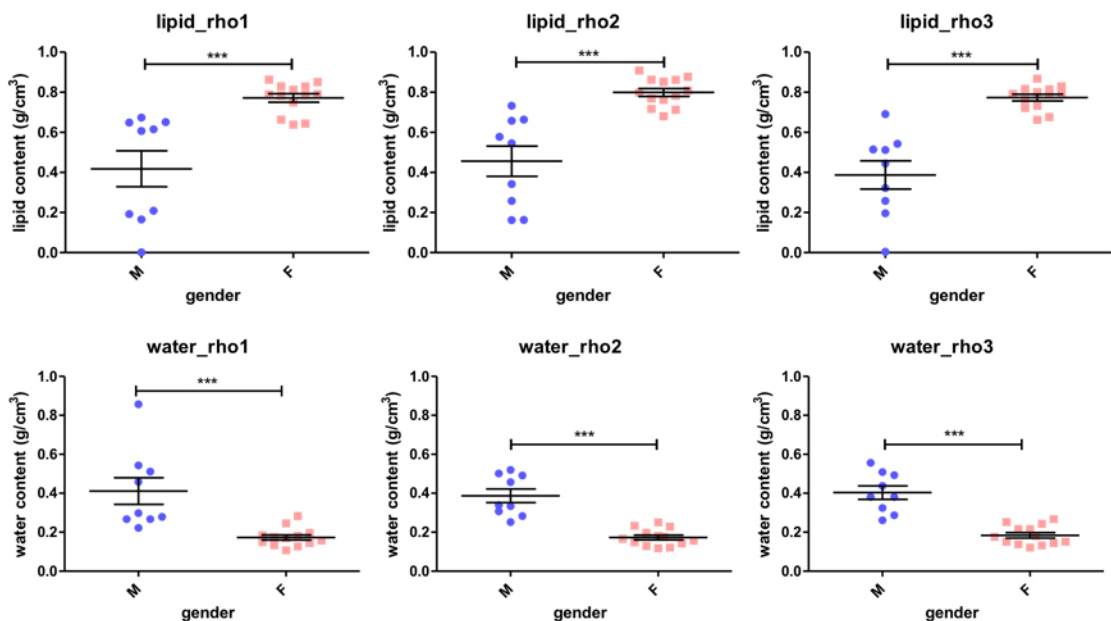 lipid_rho1
lipid_rho2
lipid_rho3
***
***
***
lipid content (g/cm³)
1.0
0.8
0.6
0.4
0.2
0.0
M
F
gender
lipid content (g/cm³)
1.0
0.8
0.6
0.4
0.2
0.0
M
F
gender
lipid content (g/cm³)
1.0
0.8
0.6
0.4
0.2
0.0
M
F
gender
water_rho1
water_rho2
water_rho3
***
***
***
water content (g/cm³)
1.0
0.8
0.6
0.4
0.2
0.0
M
F
gender
water content (g/cm³)
1.0
0.8
0.6
0.4
0.2
0.0
M
F
gender
water content (g/cm³)
1.0
0.8
0.6
0.4
0.2
0.0
M
F
gender